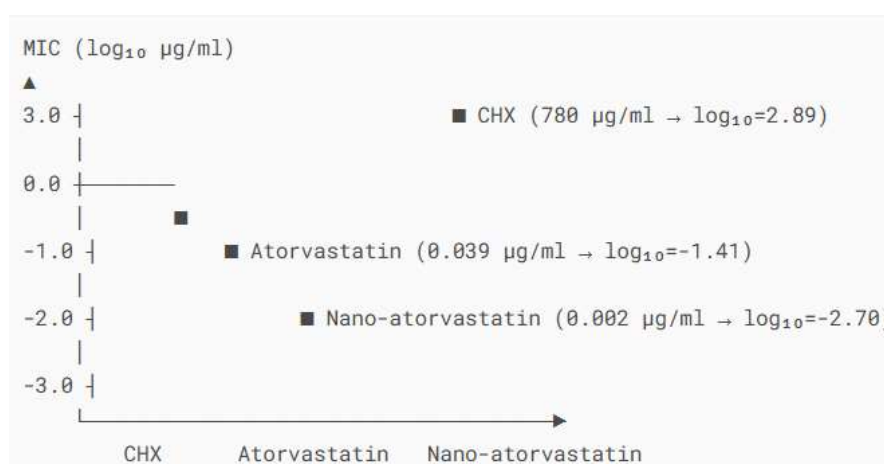 MIC (log₁₀ µg/ml)
3.0 ■ CHX (780 µg/ml → log₁₀=2.89)
0.0
-1.0 ■ Atorvastatin (0.039 µg/ml → log₁₀=-1.41)
-2.0 ■ Nano-atorvastatin (0.002 µg/ml → log₁₀=-2.70)
-3.0
CHX Atorvastatin Nano-atorvastatin